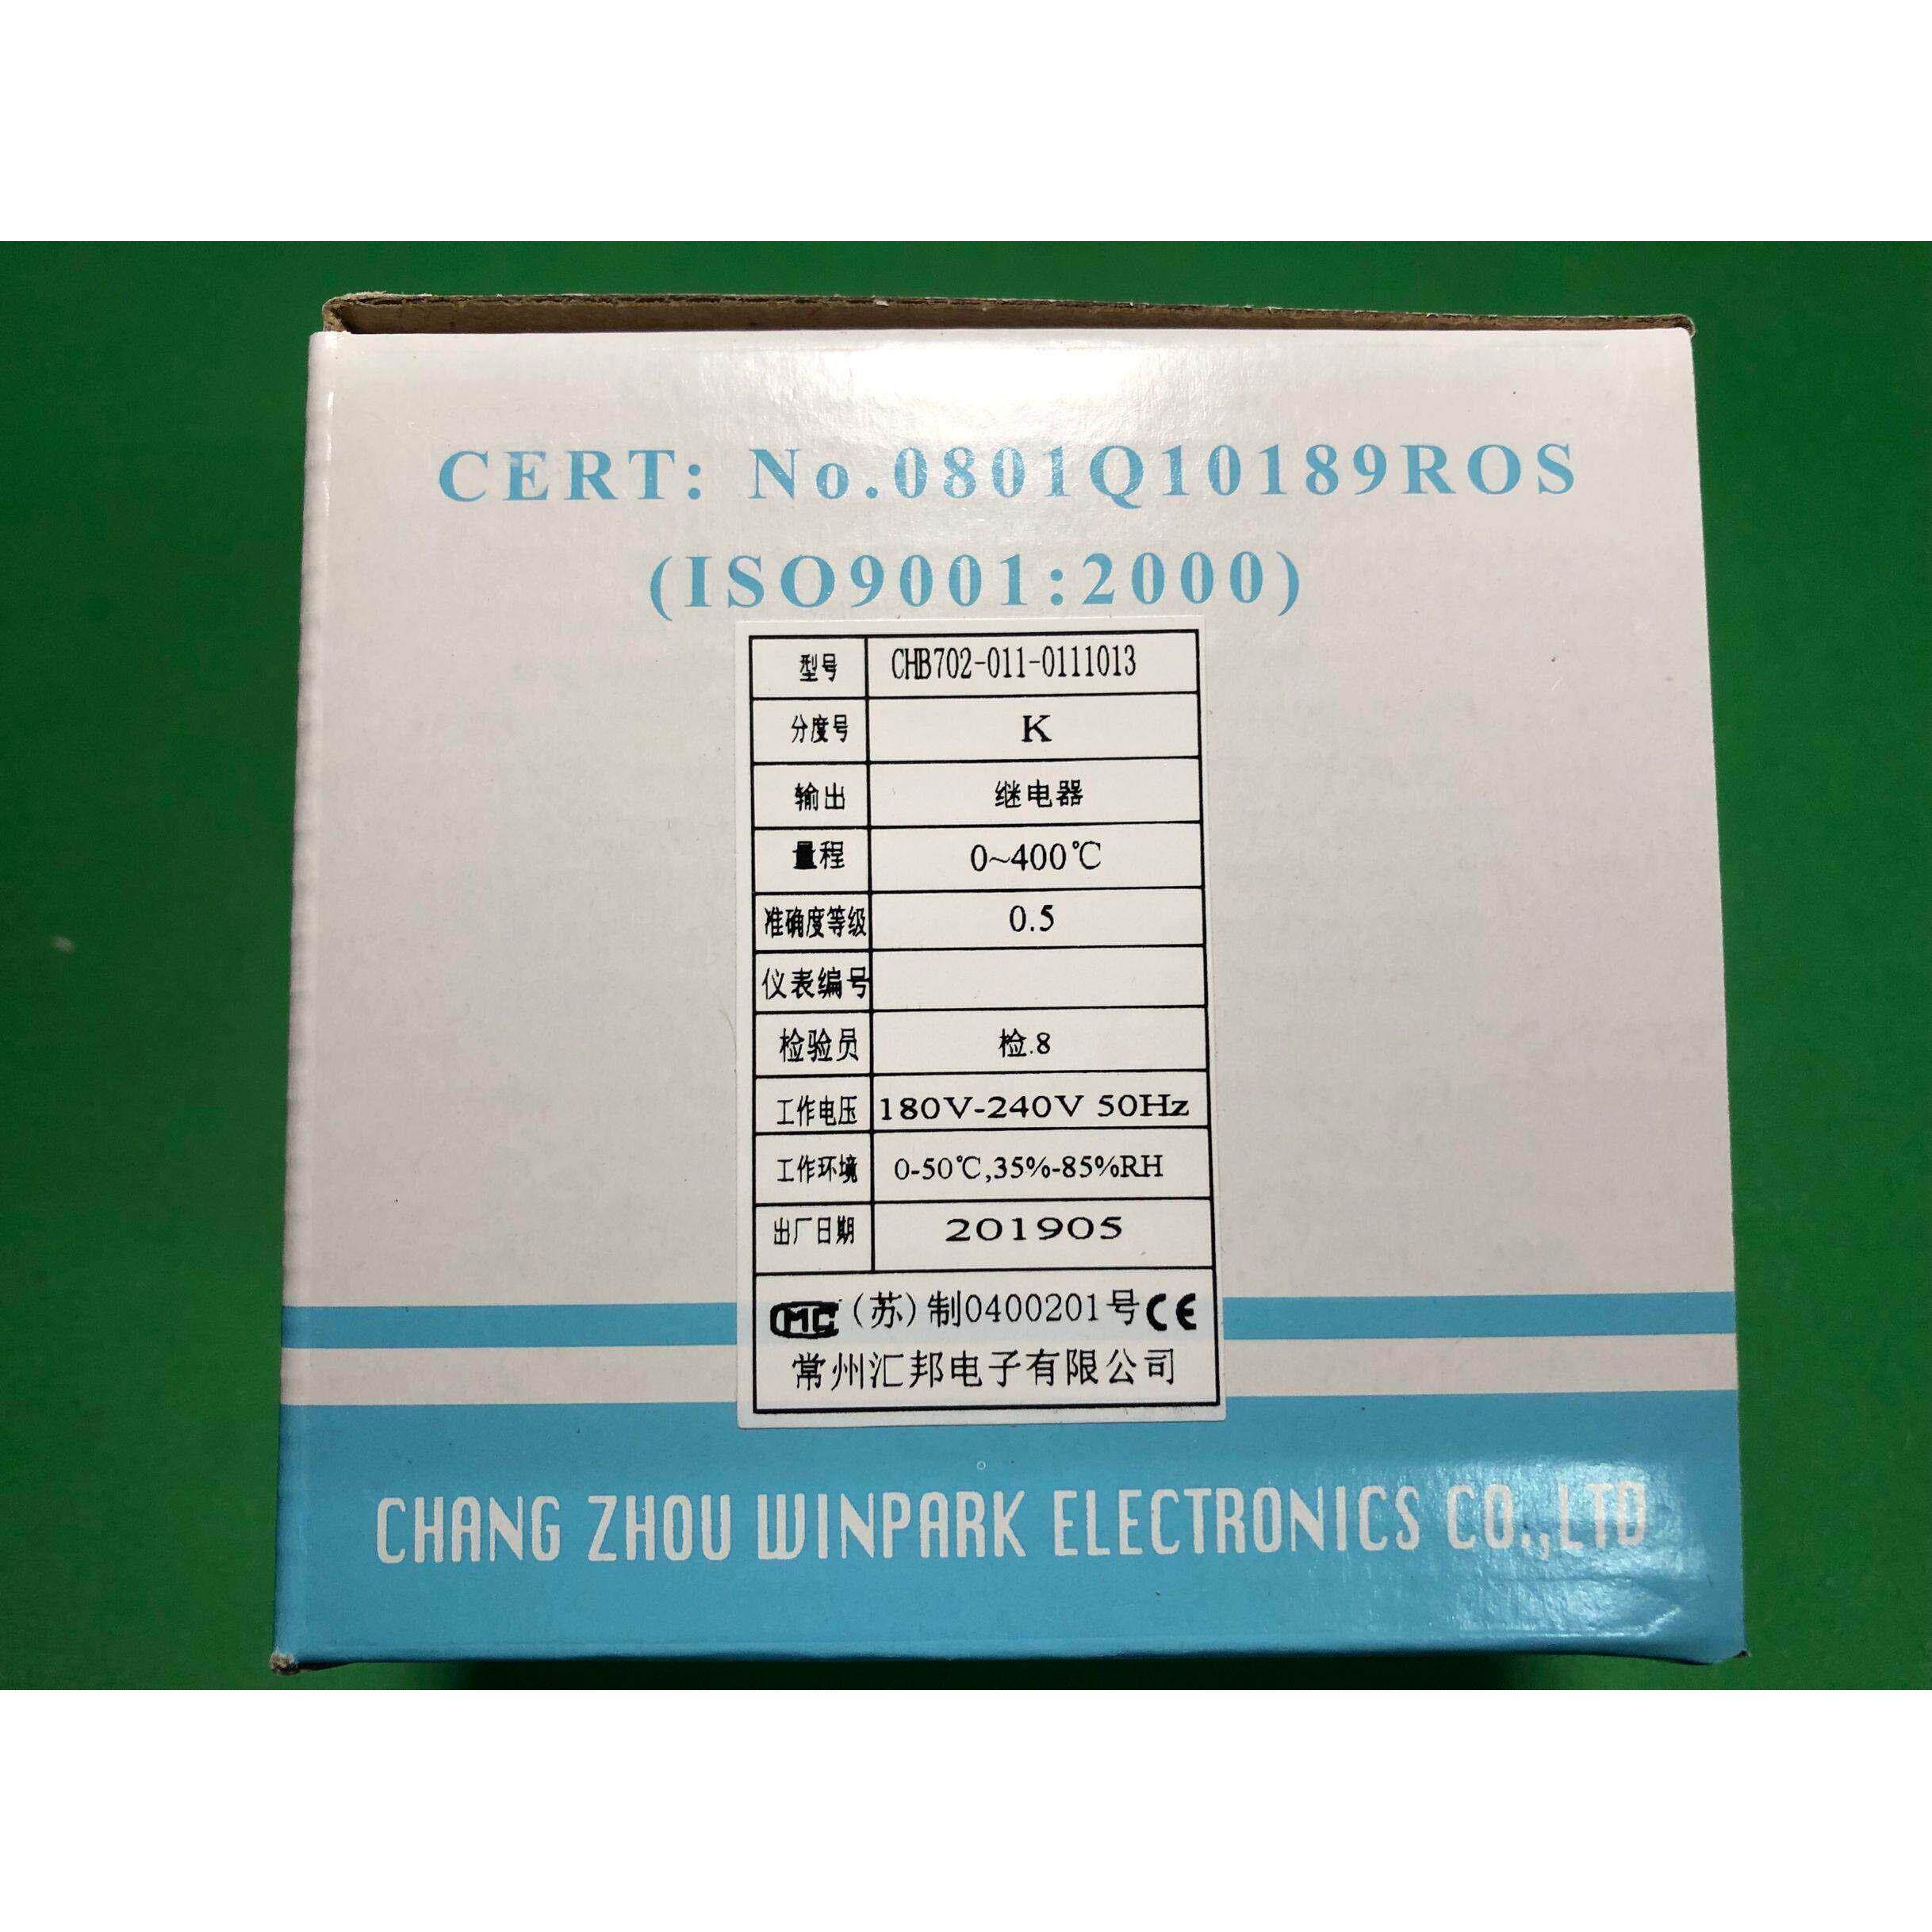 CERT: No.0801Q10189ROS
(ISO9001:2000)
型号 CHB702-011-0111013
分度号 K
输出 继电器
量程 0~400℃
准确度等级 0.5
仪表编号
检验员 检.8
工作电压 180V-240V 50Hz
工作环境 0-50℃,35%-85%RH
出厂日期 201905
CMC (苏)制0400201号 CE
常州汇邦电子有限公司
CHANG ZHOU WINPARK ELECTRONICS CO.,LTD